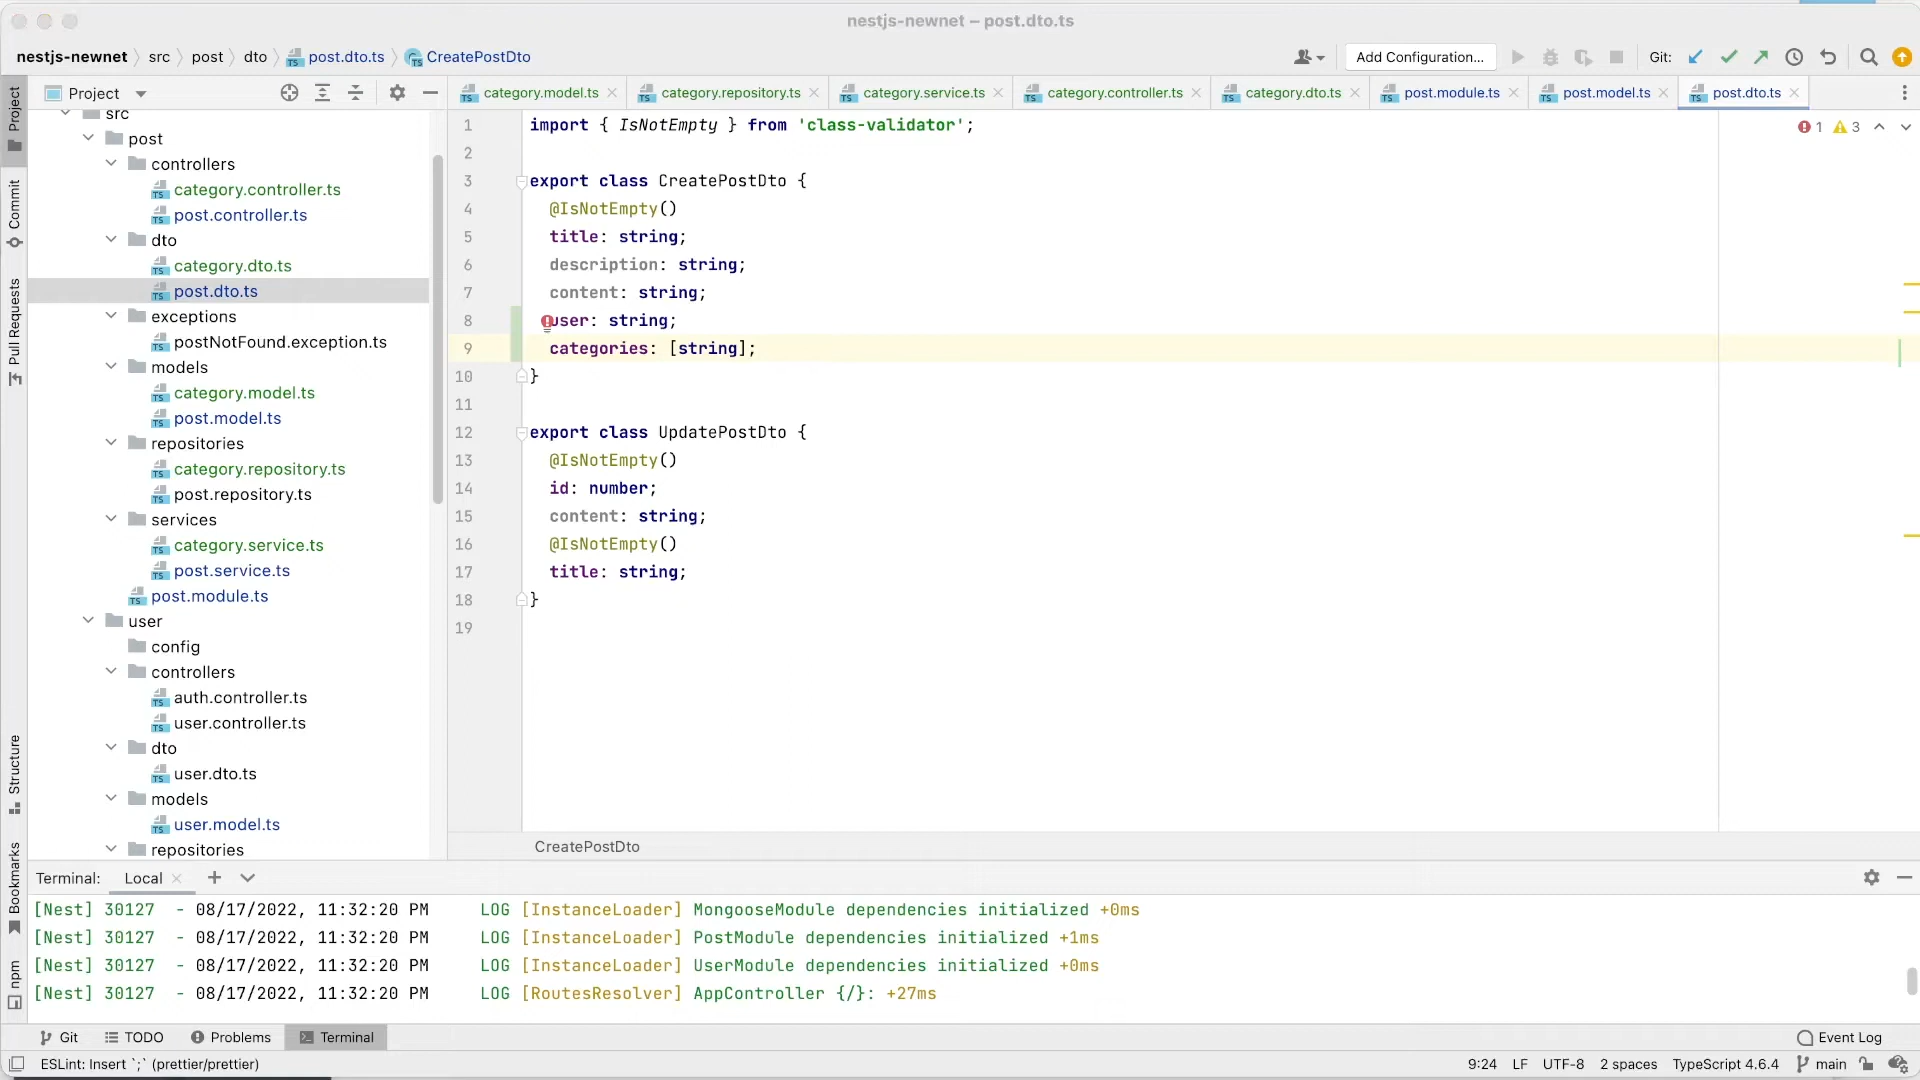 nestjs-newnet – post.dto.ts
nestjs-newnet src post dto post.dto.ts CreatePostDto
Add Configuration... Git:
Project
category.model.ts category.repository.ts category.service.ts category.controller.ts category.dto.ts post.module.ts post.model.ts post.dto.ts
Project
Commit
Pull Requests
Structure
Bookmarks
npm
src
post
controllers
category.controller.ts
post.controller.ts
dto
category.dto.ts
post.dto.ts
exceptions
postNotFound.exception.ts
models
category.model.ts
post.model.ts
repositories
category.repository.ts
post.repository.ts
services
category.service.ts
post.service.ts
post.module.ts
user
config
controllers
auth.controller.ts
user.controller.ts
dto
user.dto.ts
models
user.model.ts
repositories
1 import { IsNotEmpty } from 'class-validator';
2
3 export class CreatePostDto {
4 @IsNotEmpty()
5 title: string;
6 description: string;
7 content: string;
8 user: string;
9 categories: [string];
10 }
11
12 export class UpdatePostDto {
13 @IsNotEmpty()
14 id: number;
15 content: string;
16 @IsNotEmpty()
17 title: string;
18 }
19
1 3
CreatePostDto
Terminal: Local
[Nest] 30127 - 08/17/2022, 11:32:20 PM LOG [InstanceLoader] MongooseModule dependencies initialized +0ms
[Nest] 30127 - 08/17/2022, 11:32:20 PM LOG [InstanceLoader] PostModule dependencies initialized +1ms
[Nest] 30127 - 08/17/2022, 11:32:20 PM LOG [InstanceLoader] UserModule dependencies initialized +0ms
[Nest] 30127 - 08/17/2022, 11:32:20 PM LOG [RoutesResolver] AppController {/}: +27ms
Git TODO Problems Terminal Event Log
ESLint: Insert `;` (prettier/prettier) 9:24 LF UTF-8 2 spaces TypeScript 4.6.4 main